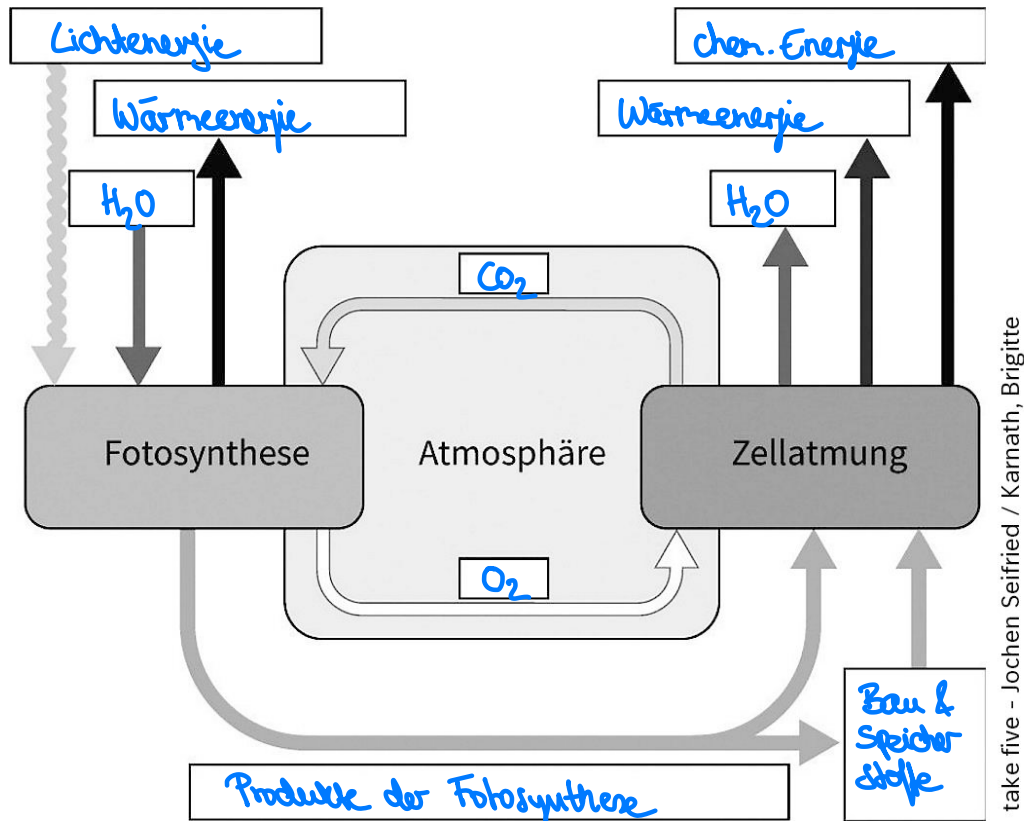 Lichtenergie
chem. Energie
Wärmeenergie
Wärmeenergie
H₂O
H₂O
CO₂
Fotosynthese
Atmosphäre
Zellatmung
O₂
Bau &
Speicher
stoffe
Produkte der Fotosynthese
take five - Jochen Seifried / Karnath, Brigitte